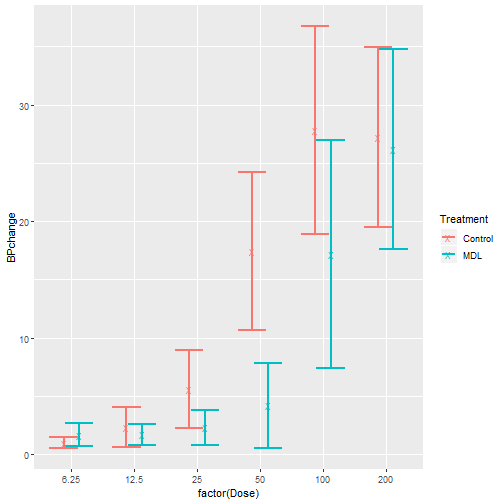 30
20
10
0
BPchange
6.25 12.5 25 50 100 200
factor(Dose)
Treatment
Control
MDL